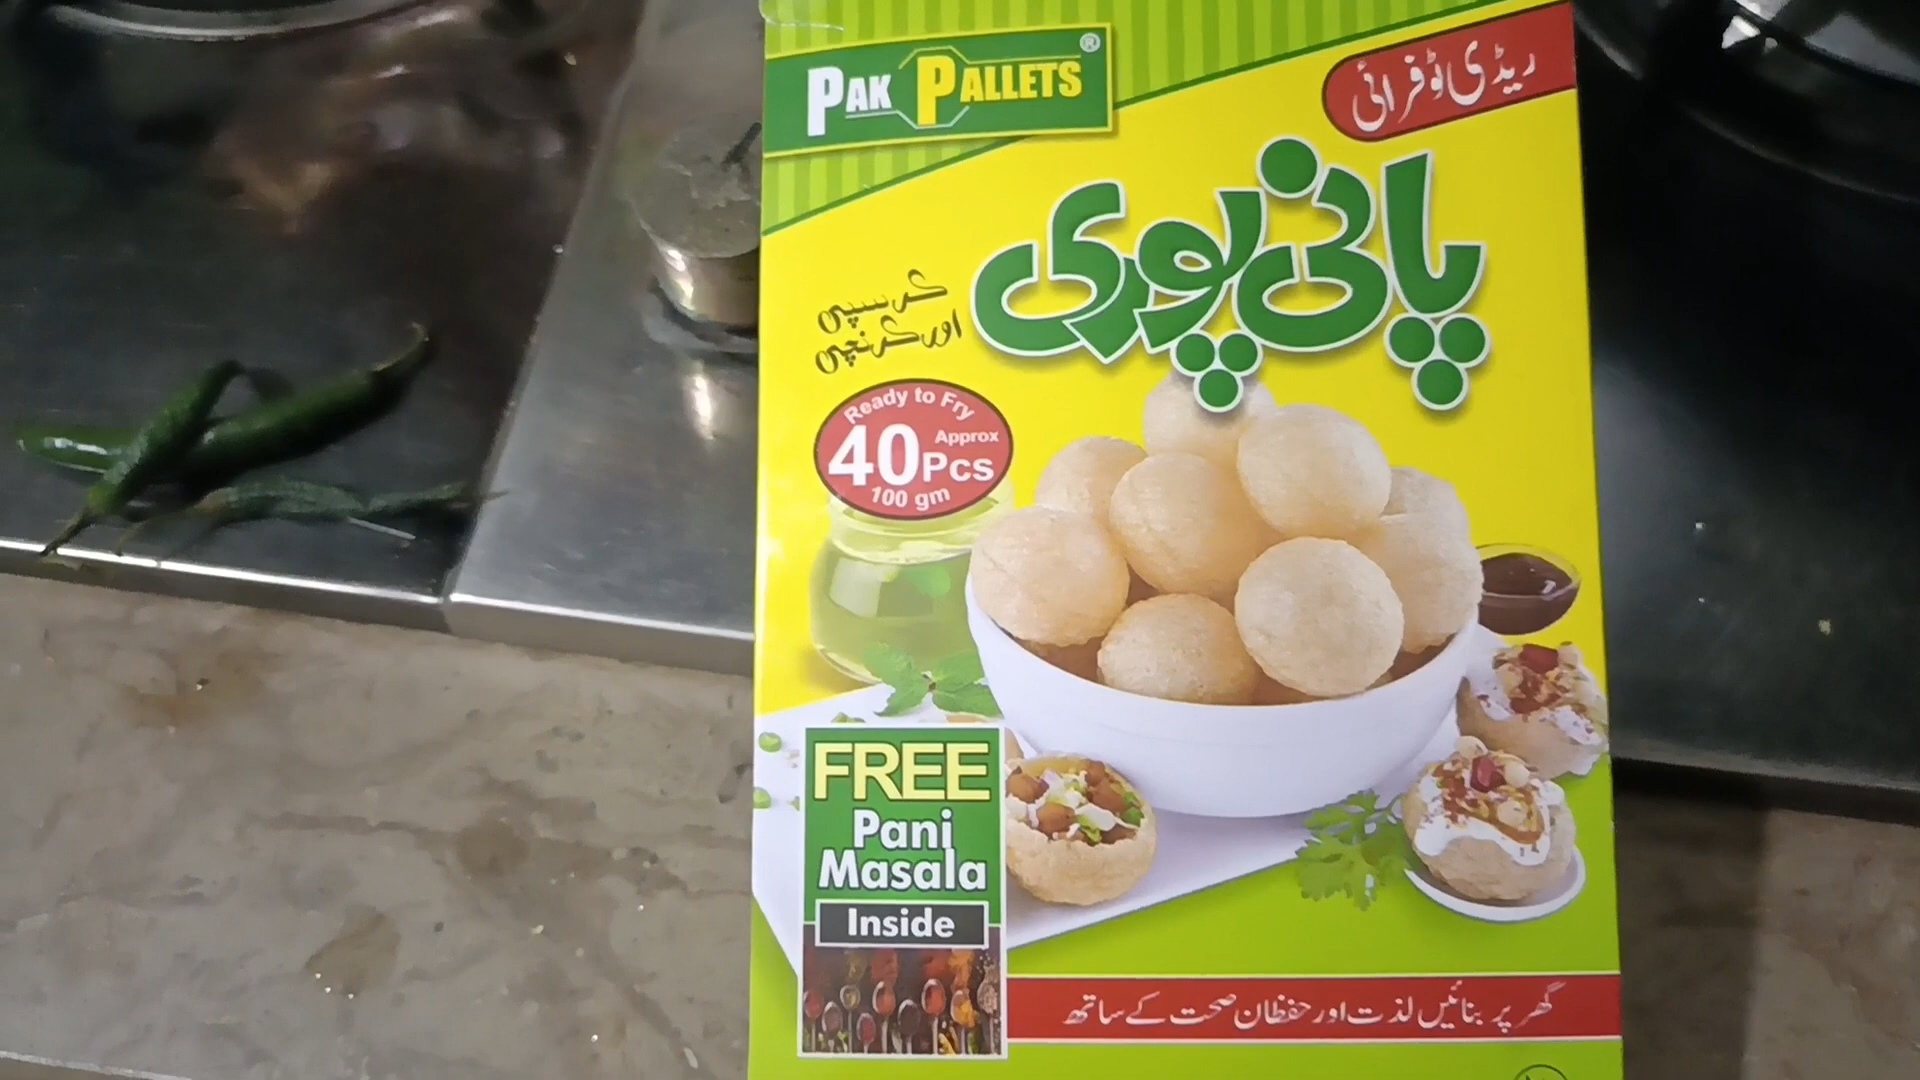 PAK PALLETS®
ریڈی ٹو فرائی
پانی پوری
کرسپی
اور کرنچی
Ready to Fry
40 Pcs Approx
100 gm
FREE
Pani
Masala
Inside
گھر پر بنائیں لذت اور حفظان صحت کے ساتھ